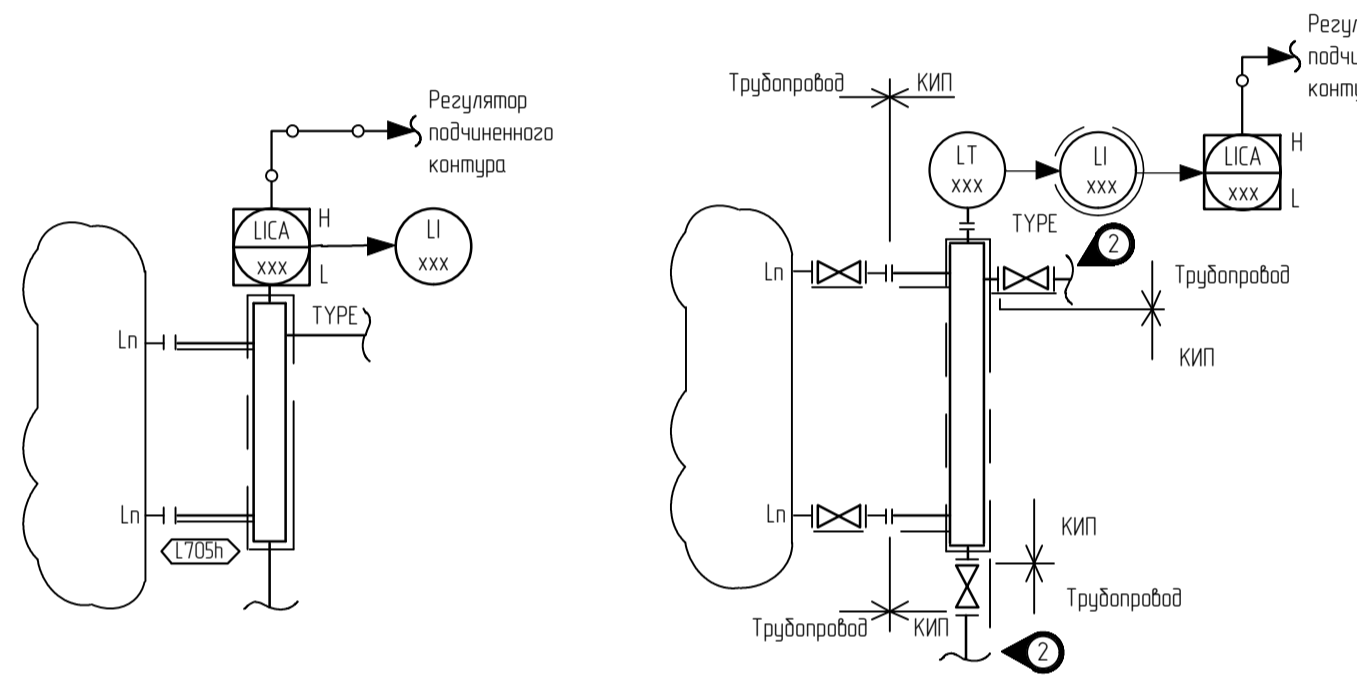 Регулятор
подчиненного
контура
LICA
xxx
H
L
LI
xxx
TYPE
Ln
Ln
L705h
Трубопровод
КИП
LT
xxx
LI
xxx
LICA
xxx
H
L
TYPE
2
Ln
Трубопровод
КИП
Ln
КИП
Трубопровод
Трубопровод
КИП
2